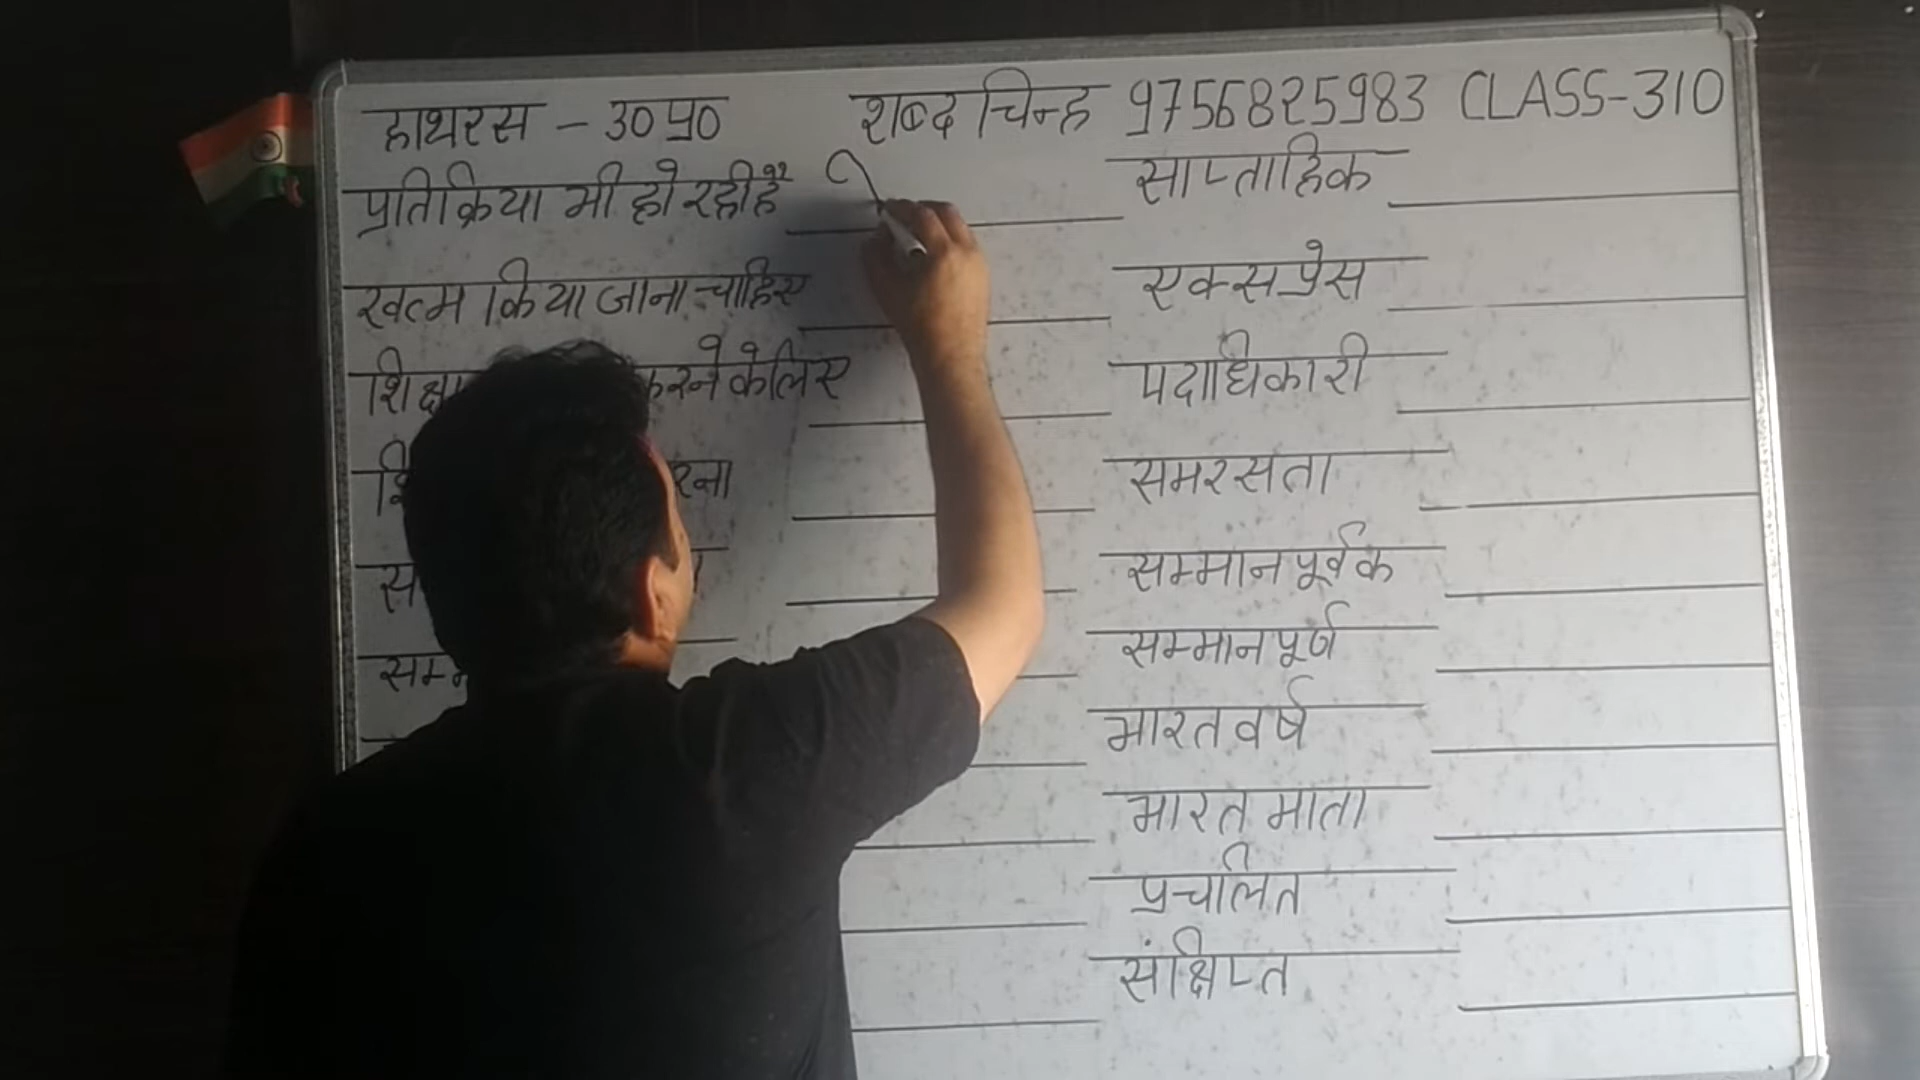 हाथरस - उ०प्र० शब्द चिन्ह 9756825983 CLASS-310
प्रतिक्रिया भी हो रही है
खत्म किया जाना चाहिए
करने के लिए
साप्ताहिक
एक्सप्रेस
पदाधिकारी
समरसता
सम्मानपूर्वक
सम्मानपूर्ण
भारतवर्ष
भारत माता
प्रचलित
संक्षिप्त